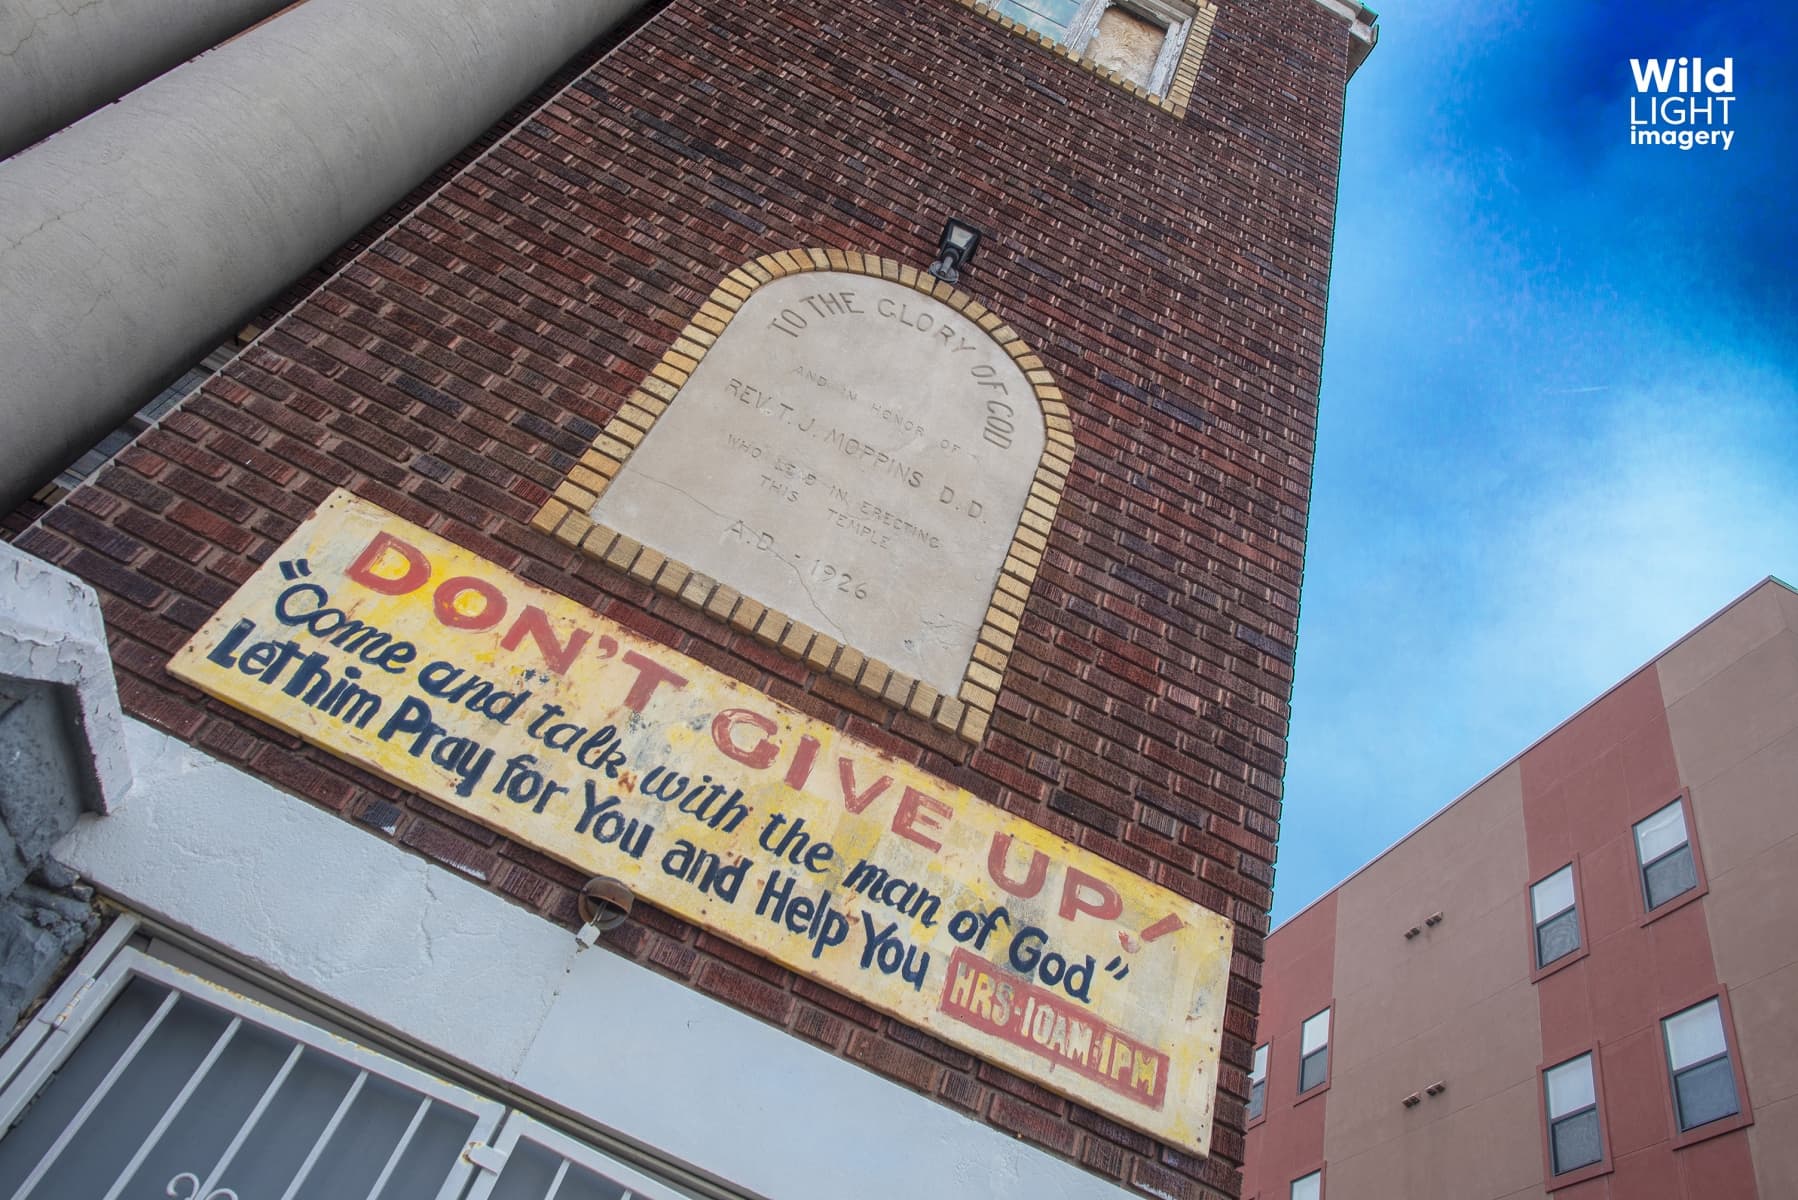 Wild
LIGHT
imagery
TO THE GLORY OF GOD
AND IN HONOR OF
REV. T. J. MOPPINS D. D.
WHO LEAD IN ERECTING
THIS TEMPLE
A.D. - 1926
DON'T GIVE UP!
"Come and talk with the man of God"
Let him Pray for You and Help You
HRS-10AM-1PM